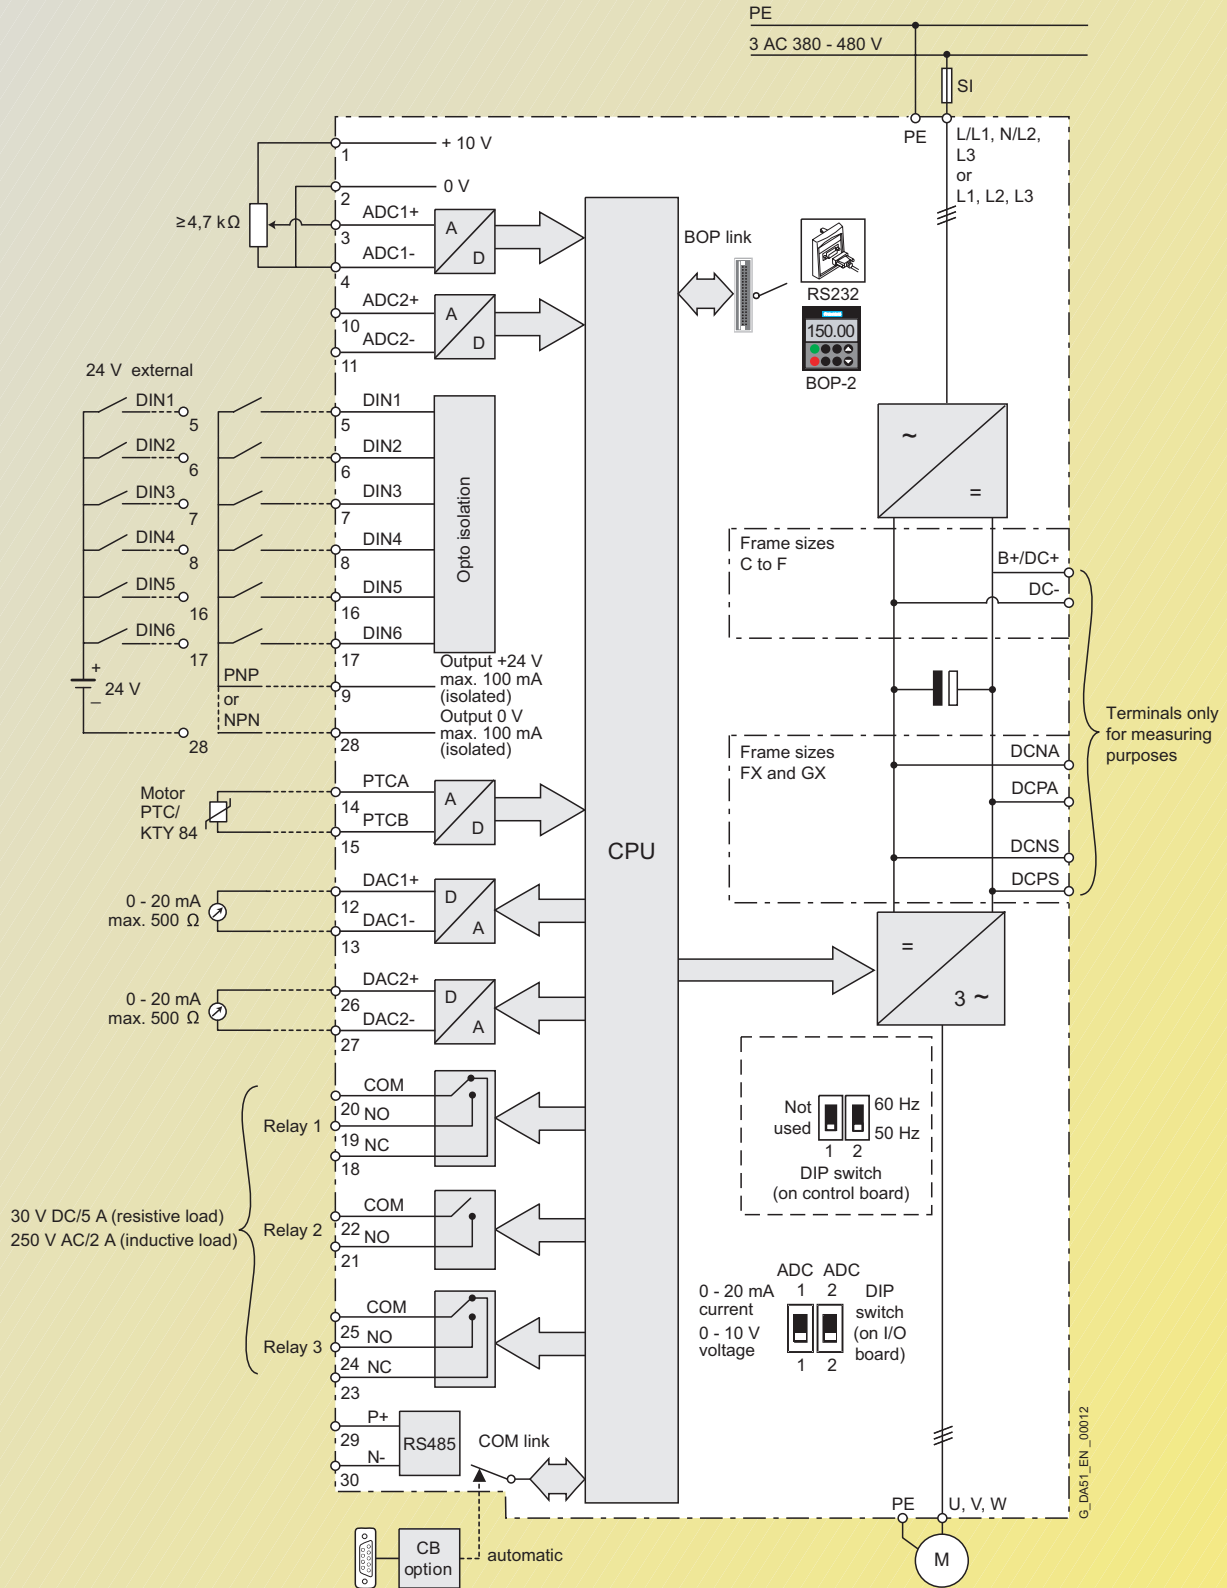 PE
3 AC 380 - 480 V
SI
PE
L/L1, N/L2,
L3
or
L1, L2, L3
1
+ 10 V
2
0 V
≥4,7 kΩ
ADC1+
3
ADC1-
4
A
D
ADC2+
10
ADC2-
11
A
D
BOP link
RS232
150.00
BOP-2
24 V external
DIN1
5
DIN2
6
DIN3
7
DIN4
8
DIN5
16
DIN6
17
+
24 V
–
28
DIN1
5
DIN2
6
DIN3
7
DIN4
8
DIN5
16
DIN6
17
Opto isolation
PNP
or
NPN
9
Output +24 V
max. 100 mA
(isolated)
28
Output 0 V
max. 100 mA
(isolated)
CPU
~
=
Frame sizes
C to F
B+/DC+
DC-
Frame sizes
FX and GX
DCNA
DCPA
DCNS
DCPS
Terminals only
for measuring
purposes
=
3 ~
Motor
PTC/
KTY 84
PTCA
14
PTCB
15
A
D
0 - 20 mA
max. 500 Ω
DAC1+
12
DAC1-
13
D
A
0 - 20 mA
max. 500 Ω
DAC2+
26
DAC2-
27
D
A
30 V DC/5 A (resistive load)
250 V AC/2 A (inductive load)
Relay 1
COM
20
NO
19
NC
18
Relay 2
COM
22
NO
21
Relay 3
COM
25
NO
24
NC
23
Not
used
60 Hz
50 Hz
1 2
DIP switch
(on control board)
ADC ADC
1 2
0 - 20 mA
current
0 - 10 V
voltage
DIP
switch
(on I/O
board)
1 2
P+
29
N-
30
RS485
COM link
CB
option
automatic
PE
U, V, W
M
G_DA51_EN_00012